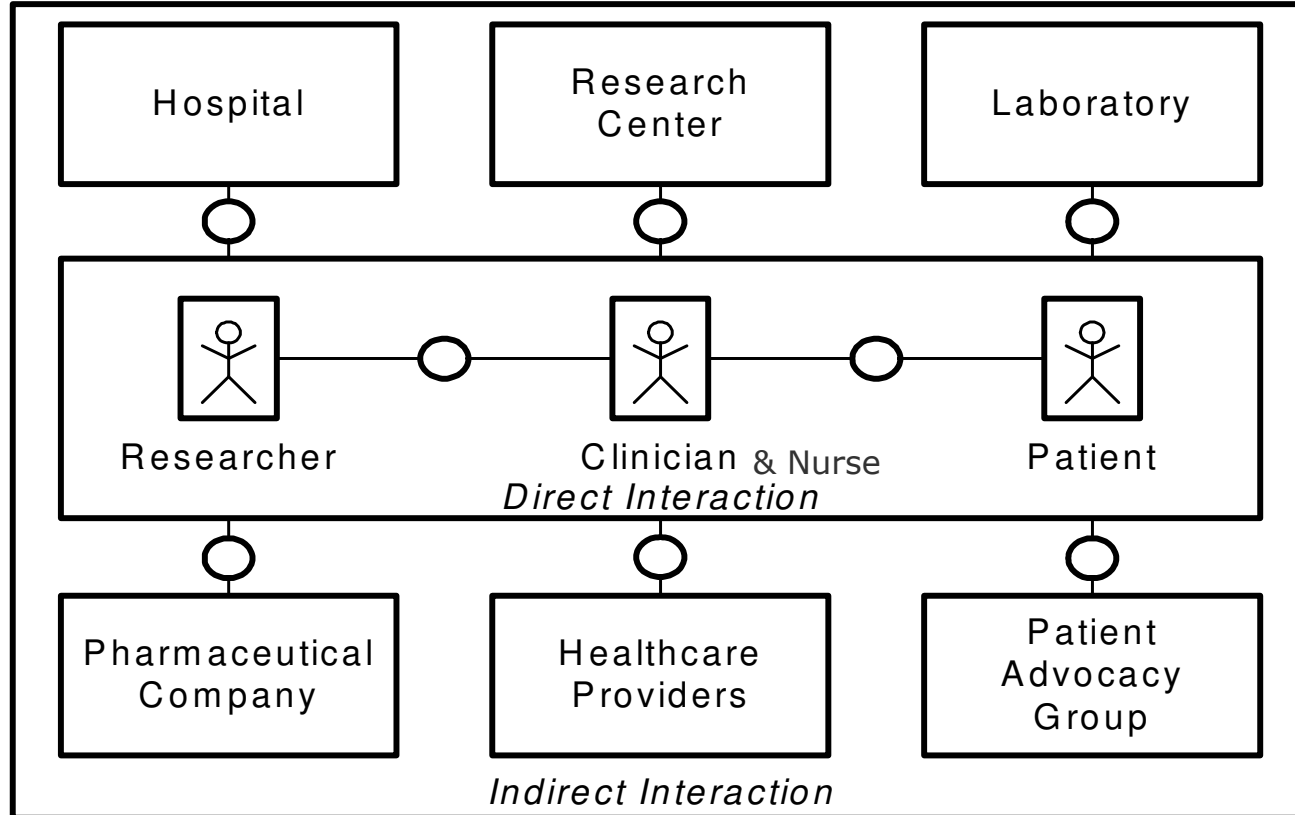 Hospital
Research
Center
Laboratory
Researcher
Clinician & Nurse
Patient
Direct Interaction
Pharmaceutical
Company
Healthcare
Providers
Patient
Advocacy
Group
Indirect Interaction